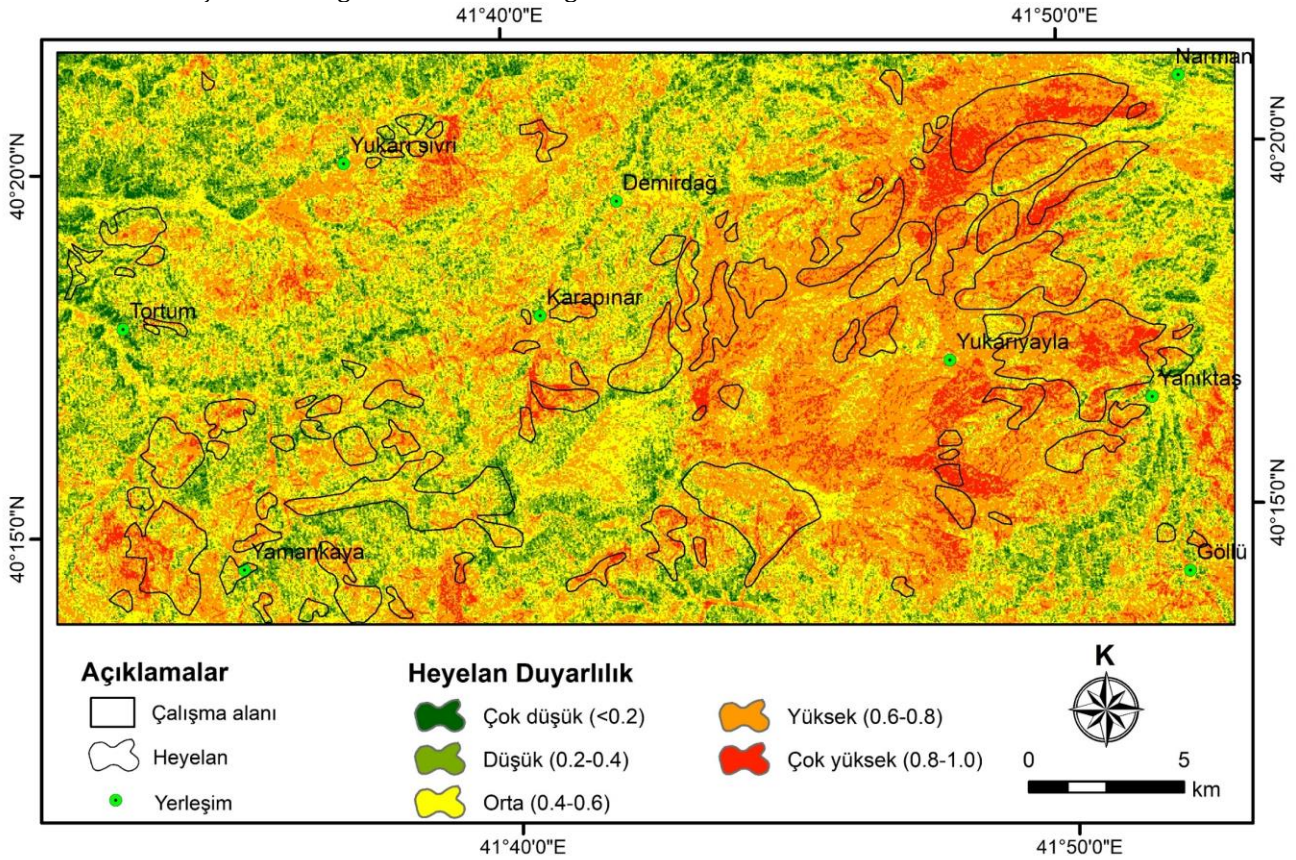 41°40'0"E
41°50'0"E
Narman
40°20'0"N
40°20'0"N
Yukarı sivri
Demirdağ
Tortum
Karapınar
Yukarıyayla
Yanıktaş
40°15'0"N
40°15'0"N
Yamankaya
Göllü
Açıklamalar
Çalışma alanı
Heyelan
Yerleşim
Heyelan Duyarlılık
Çok düşük (<0.2)
Düşük (0.2-0.4)
Orta (0.4-0.6)
Yüksek (0.6-0.8)
Çok yüksek (0.8-1.0)
K
0 5
km
41°40'0"E
41°50'0"E